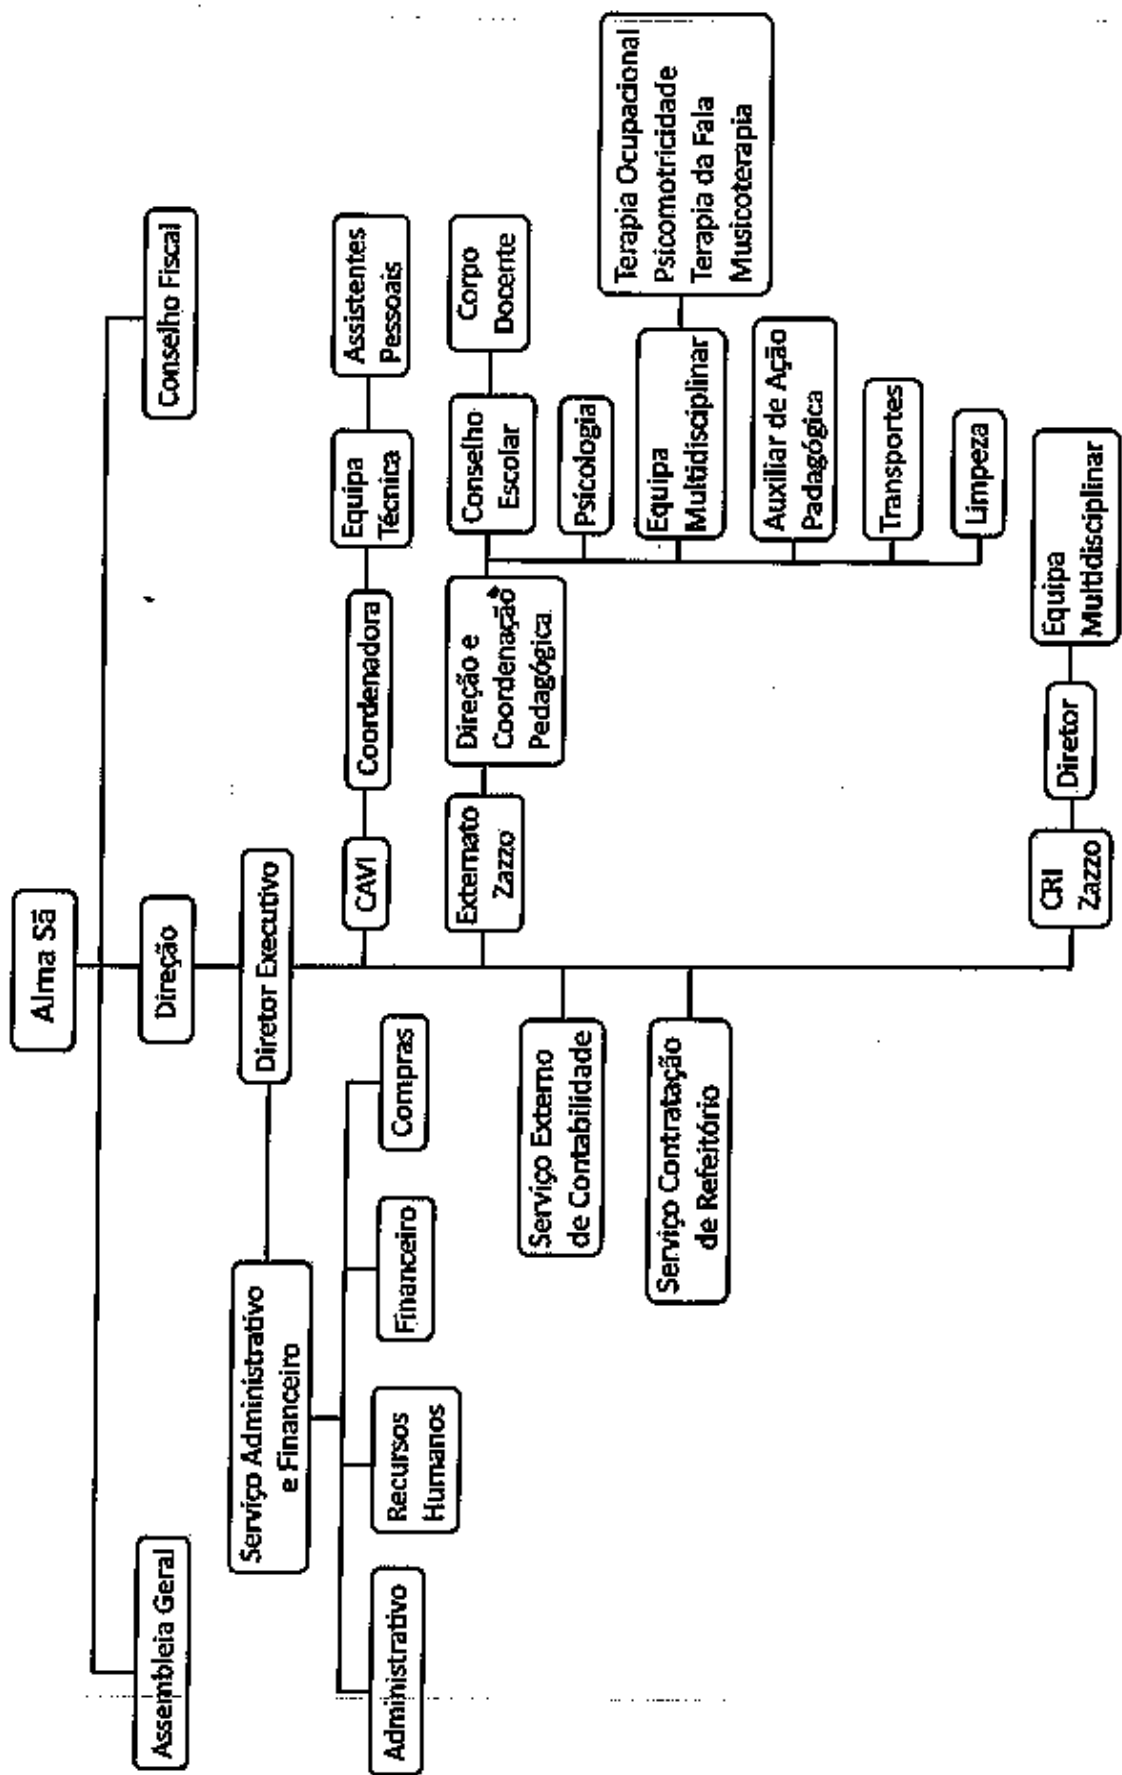 Alma Sã
Assembleia Geral
Direção
Conselho Fiscal
Serviço Administrativo
e Financeiro
Diretor Executivo
Administrativo
Recursos
Humanos
Financeiro
Compras
CAVI
Coordenadora
Equipa
Técnica
Assistentes
Pessoais
Externato
Zazzo
Direção e
Coordenação
Pedagógica
Conselho
Escolar
Corpo
Docente
Psicologia
Equipa
Multidisciplinar
Terapia Ocupacional
Psicomotricidade
Terapia da Fala
Musicoterapia
Auxiliar de Ação
Padagógica
Transportes
Limpeza
Serviço Externo
de Contabilidade
Serviço Contratação
de Refeitório
CRI
Zazzo
Diretor
Equipa
Multidisciplinar